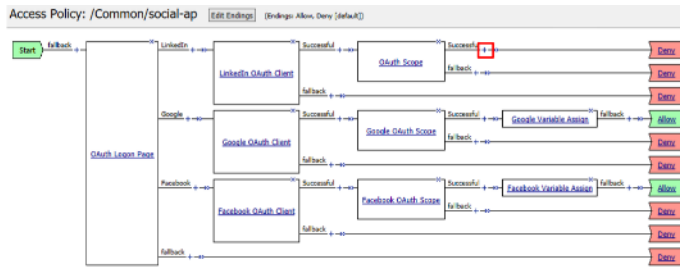 Access Policy: /Common/social-ap Edit Endings (Endings: Allow, Deny [default])
Start fallback + LinkedIn + Successful + Successful + Deny
LinkedIn OAuth Client OAuth Scope
fallback + Deny
fallback + Deny
Google + Successful + Successful + Google Variable Assign fallback + Allow
Google OAuth Client Google OAuth Scope
fallback + Deny
OAuth Logon Page
fallback + Deny
Facebook + Successful + Successful + Facebook Variable Assign fallback + Allow
Facebook OAuth Client Facebook OAuth Scope
fallback + Deny
fallback + Deny
fallback + Deny